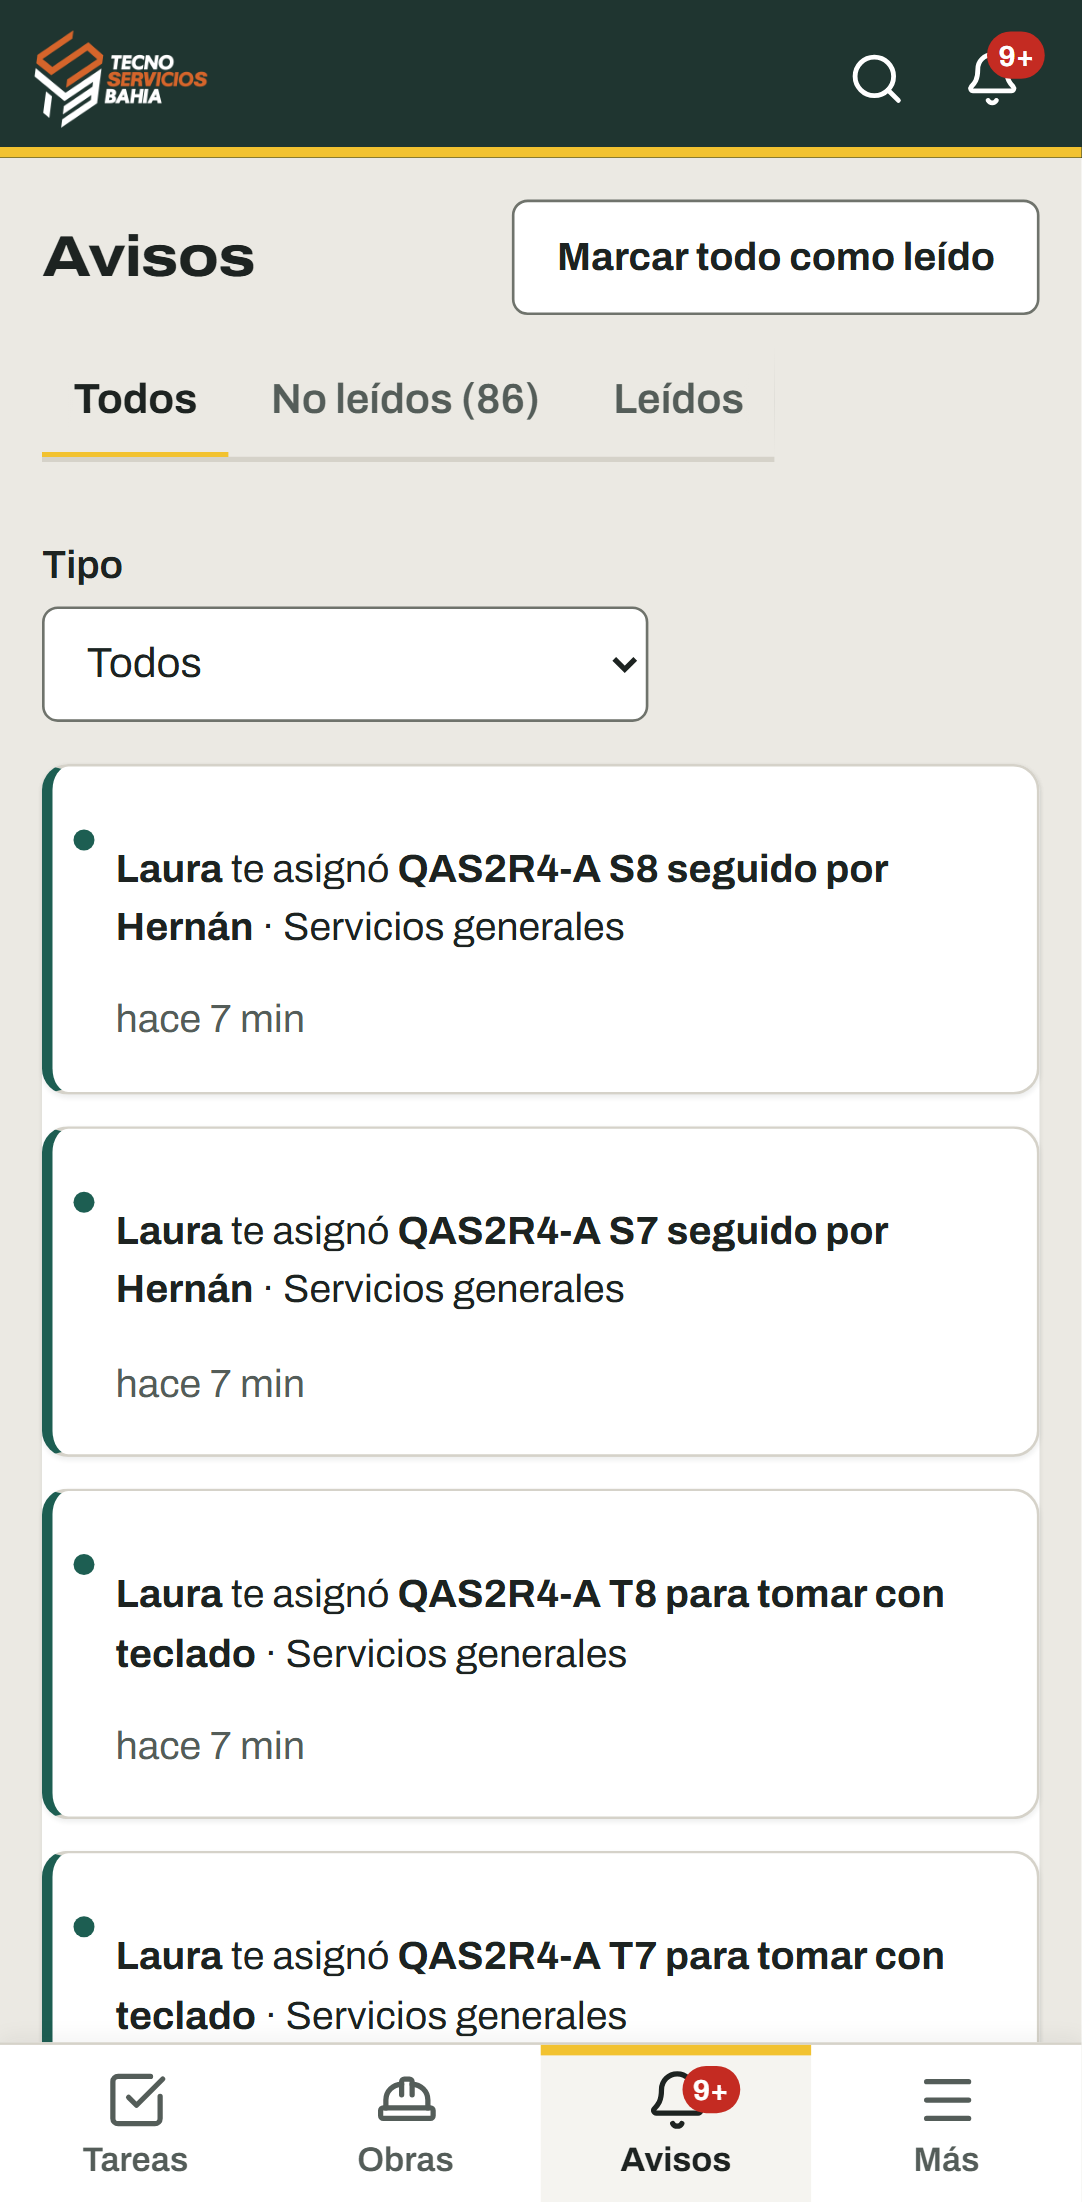 TECNO
SERVICIOS
BAHIA
9+
Avisos
Marcar todo como leído
Todos
No leídos (86)
Leídos
Tipo
Todos
Laura te asignó QAS2R4-A S8 seguido por
Hernán · Servicios generales
hace 7 min
Laura te asignó QAS2R4-A S7 seguido por
Hernán · Servicios generales
hace 7 min
Laura te asignó QAS2R4-A T8 para tomar con
teclado · Servicios generales
hace 7 min
Laura te asignó QAS2R4-A T7 para tomar con
teclado · Servicios generales
9+
Tareas
Obras
Avisos
Más